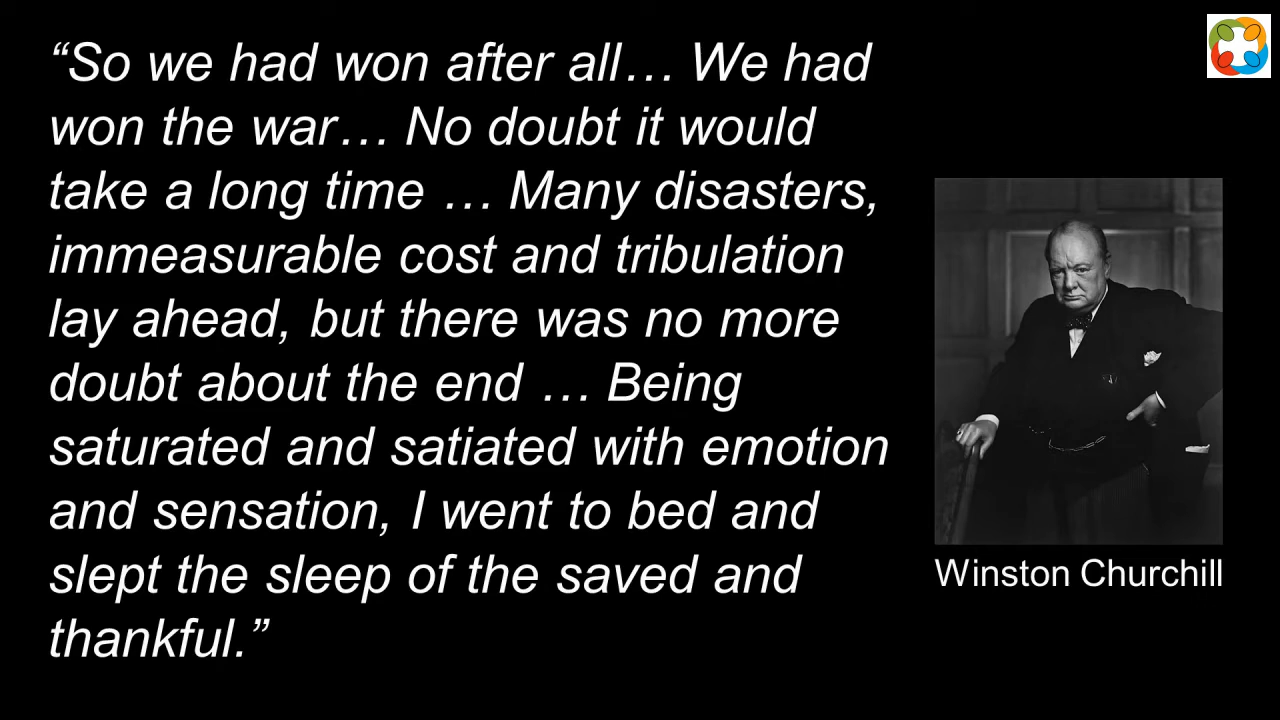 “So we had won after all… We had
won the war… No doubt it would
take a long time … Many disasters,
immeasurable cost and tribulation
lay ahead, but there was no more
doubt about the end … Being
saturated and satiated with emotion
and sensation, I went to bed and
slept the sleep of the saved and
thankful.”
Winston Churchill